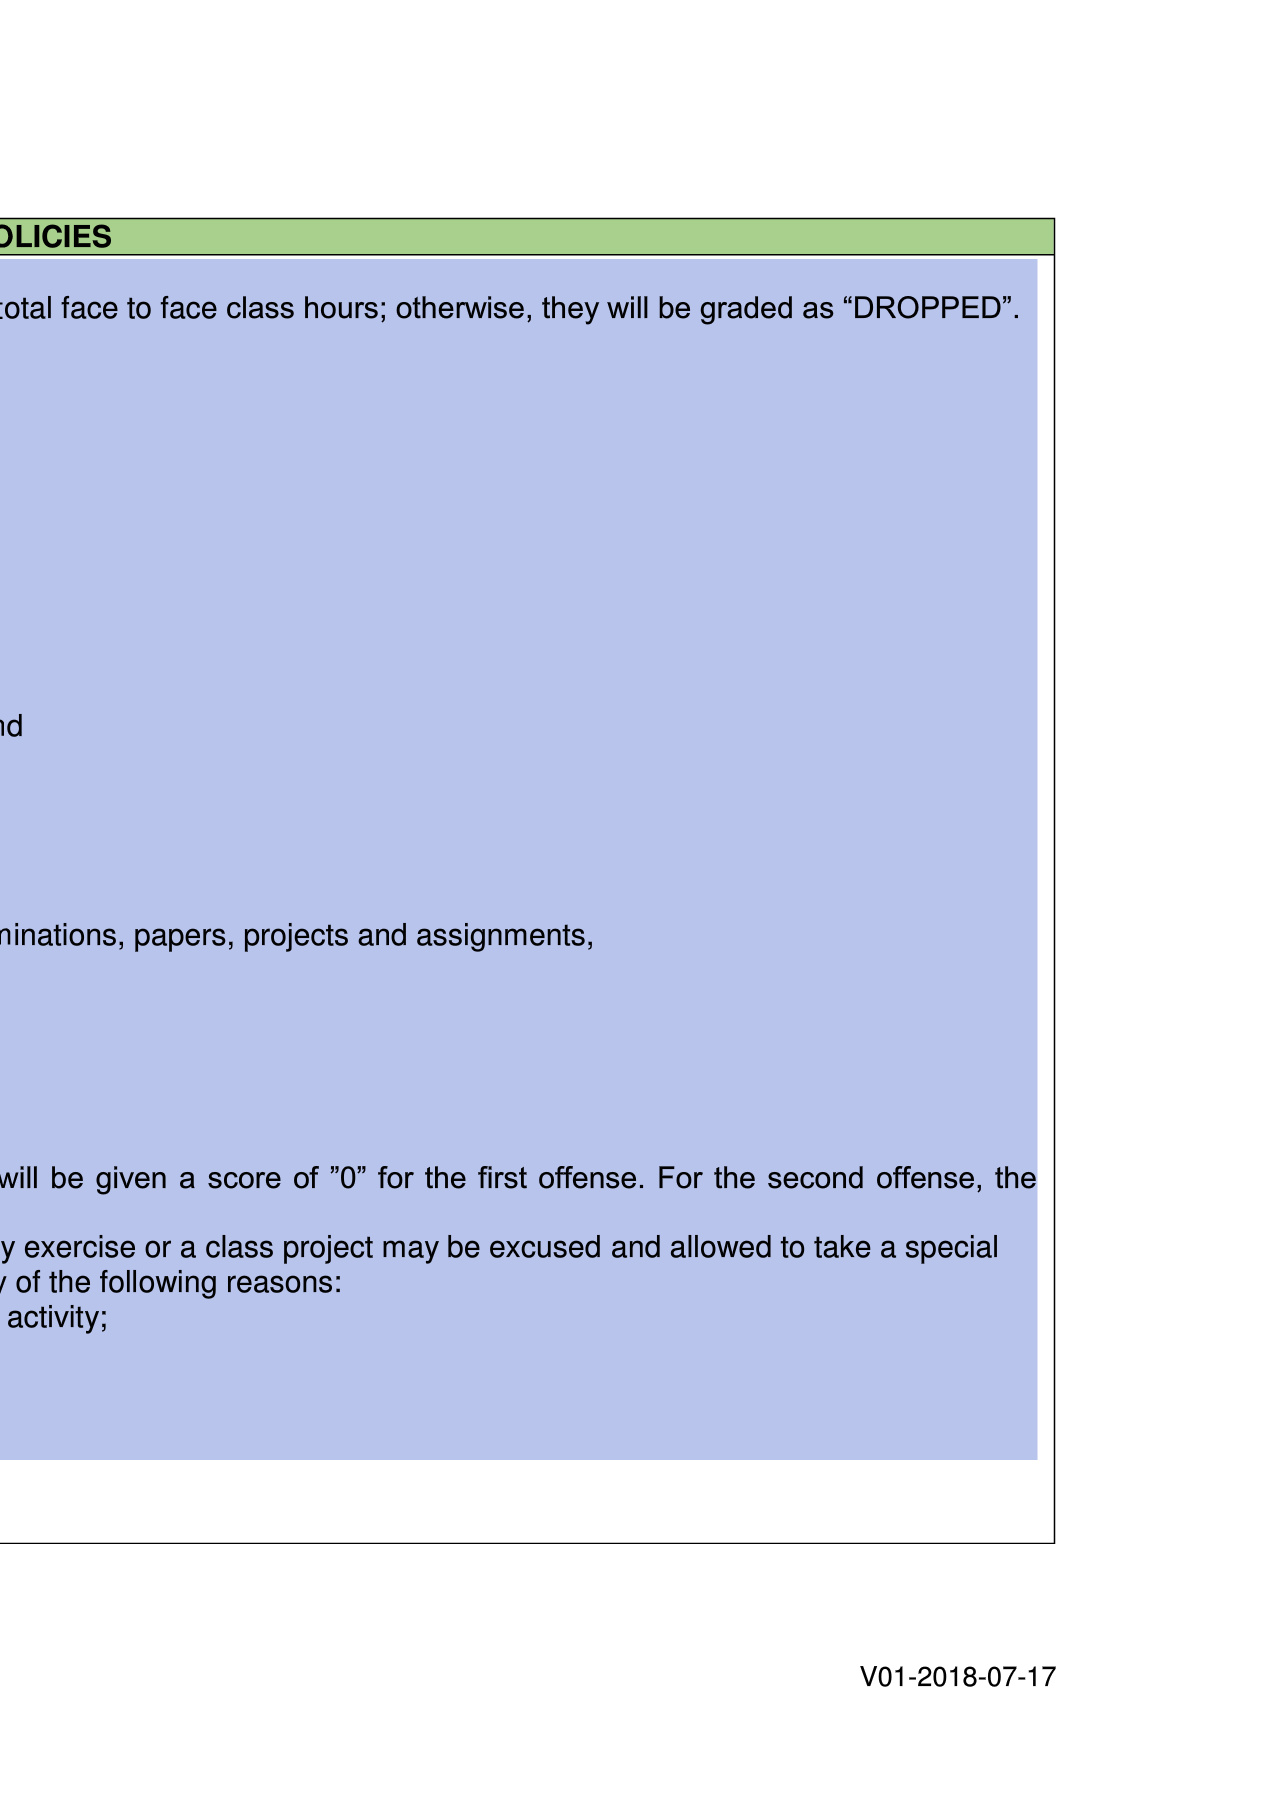 OLICIES
total face to face class hours; otherwise, they will be graded as “DROPPED”.
nd
minations, papers, projects and assignments,
will be given a score of ”0” for the first offense. For the second offense, the
y exercise or a class project may be excused and allowed to take a special
y of the following reasons:
activity;
V01-2018-07-17